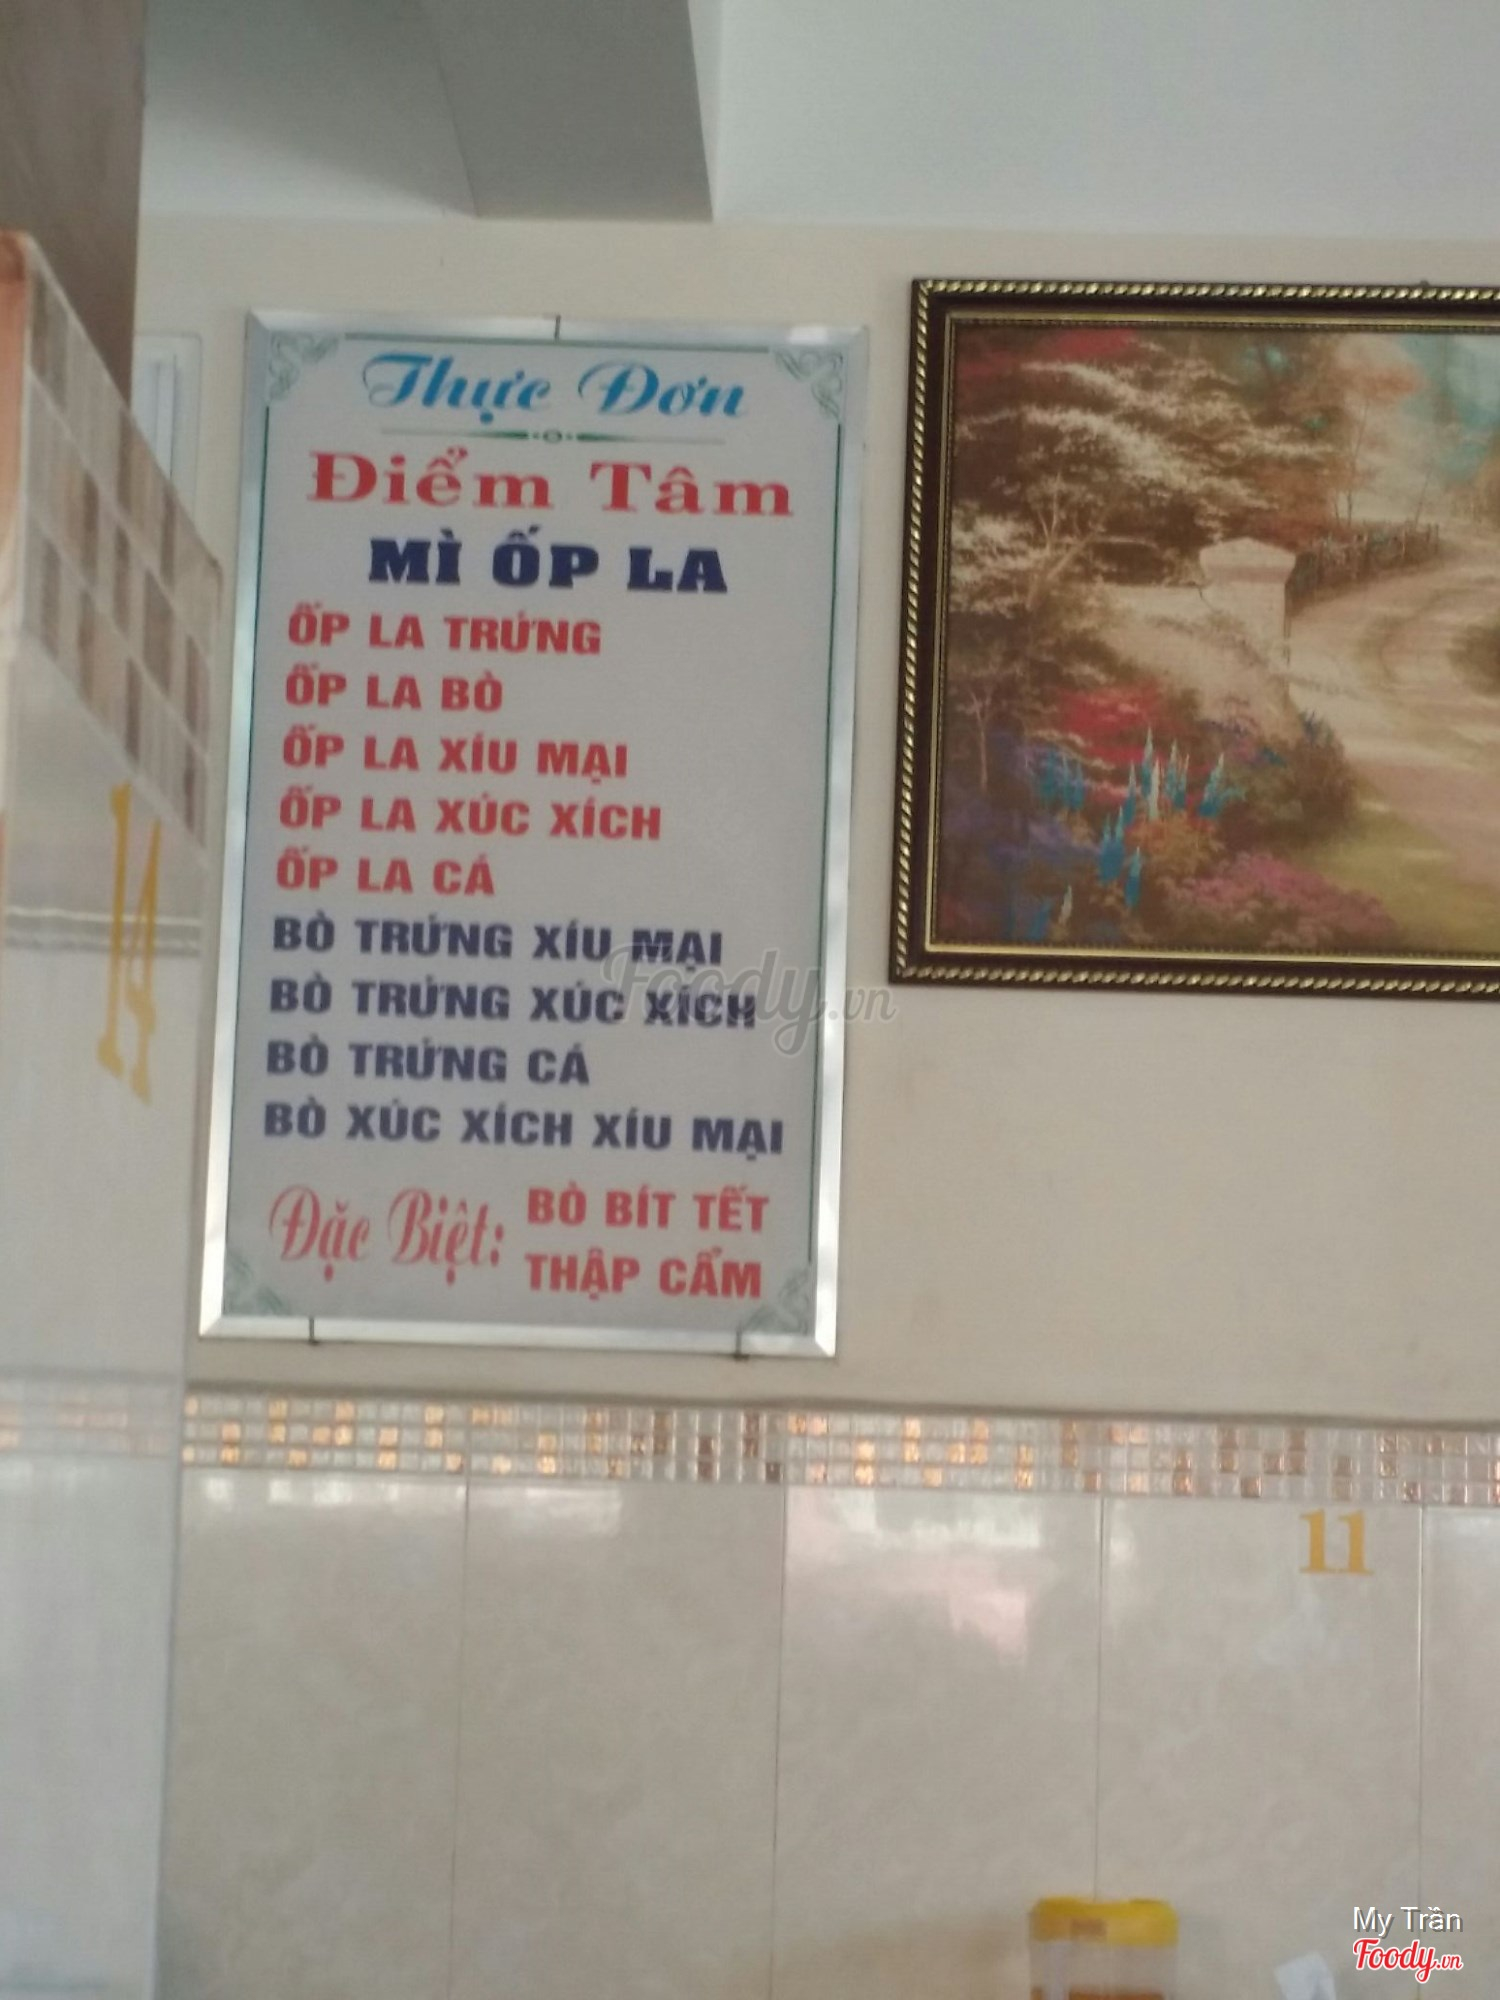 Thực Đơn
Điểm Tâm
MÌ ỐP LA
ỐP LA TRỨNG
ỐP LA BÒ
ỐP LA XÍU MẠI
ỐP LA XÚC XÍCH
ỐP LA CÁ
BÒ TRỨNG XÍU MẠI
BÒ TRỨNG XÚC XÍCH
BÒ TRỨNG CÁ
BÒ XÚC XÍCH XÍU MẠI
Đặc Biệt: BÒ BÍT TẾT
THẬP CẨM
Foody.vn
14
11
My Trần
Foody.vn